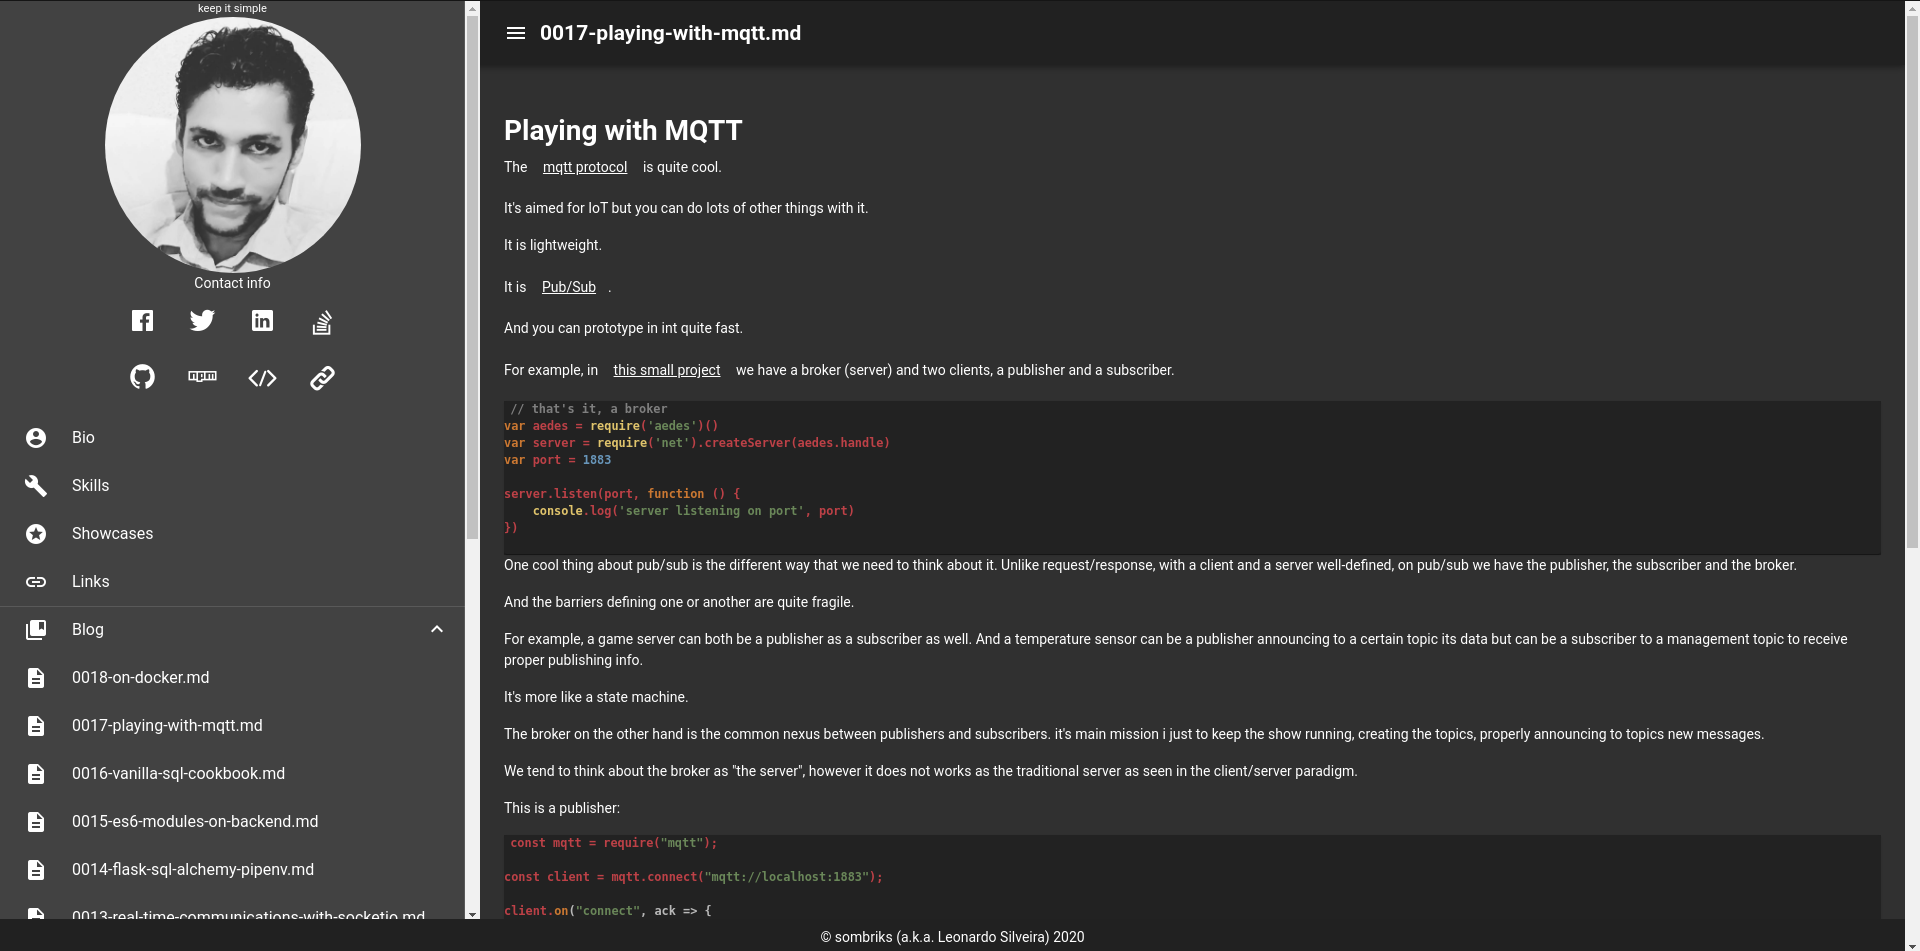 keep it simple
Contact info
npm
Bio
Skills
Showcases
Links
Blog
0018-on-docker.md
0017-playing-with-mqtt.md
0016-vanilla-sql-cookbook.md
0015-es6-modules-on-backend.md
0014-flask-sql-alchemy-pipenv.md
0013-real-time-communications-with-socketio.md
0017-playing-with-mqtt.md
Playing with MQTT
The mqtt protocol is quite cool.
It's aimed for IoT but you can do lots of other things with it.
It is lightweight.
It is Pub/Sub .
And you can prototype in int quite fast.
For example, in this small project we have a broker (server) and two clients, a publisher and a subscriber.
// that's it, a broker
var aedes = require('aedes')()
var server = require('net').createServer(aedes.handle)
var port = 1883
server.listen(port, function () {
console.log('server listening on port', port)
})
One cool thing about pub/sub is the different way that we need to think about it. Unlike request/response, with a client and a server well-defined, on pub/sub we have the publisher, the subscriber and the broker.
And the barriers defining one or another are quite fragile.
For example, a game server can both be a publisher as a subscriber as well. And a temperature sensor can be a publisher announcing to a certain topic its data but can be a subscriber to a management topic to receive
proper publishing info.
It's more like a state machine.
The broker on the other hand is the common nexus between publishers and subscribers. it's main mission i just to keep the show running, creating the topics, properly announcing to topics new messages.
We tend to think about the broker as "the server", however it does not works as the traditional server as seen in the client/server paradigm.
This is a publisher:
const mqtt = require("mqtt");
const client = mqtt.connect("mqtt://localhost:1883");
client.on("connect", ack => {
© sombriks (a.k.a. Leonardo Silveira) 2020